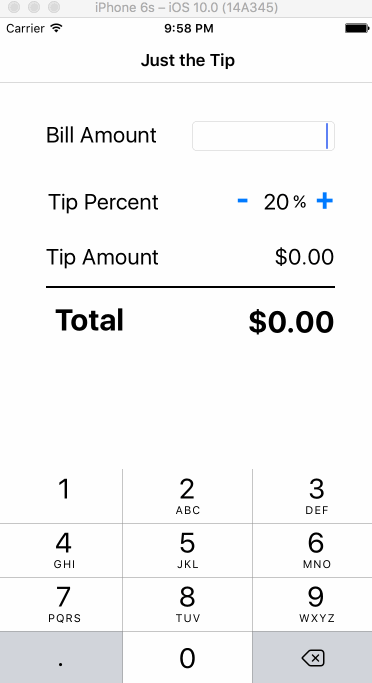 iPhone 6s – iOS 10.0 (14A345)
Carrier 9:58 PM
Just the Tip
Bill Amount
Tip Percent - 20 % +
Tip Amount $0.00
Total $0.00
1 2 3
ABC DEF
4 5 6
GHI JKL MNO
7 8 9
PQRS TUV WXYZ
. 0